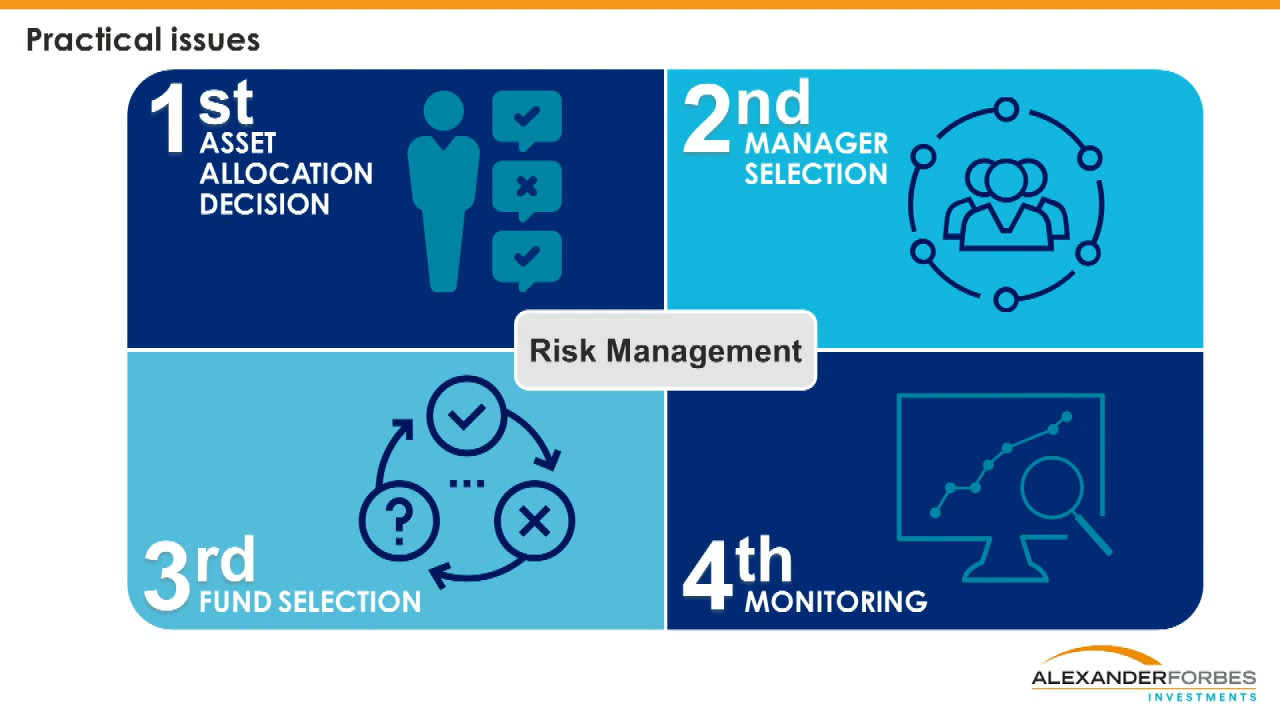 Practical issues
1st
ASSET
ALLOCATION
DECISION
2nd
MANAGER
SELECTION
Risk Management
?
3rd
FUND SELECTION
4th
MONITORING
ALEXANDERFORBES
INVESTMENTS